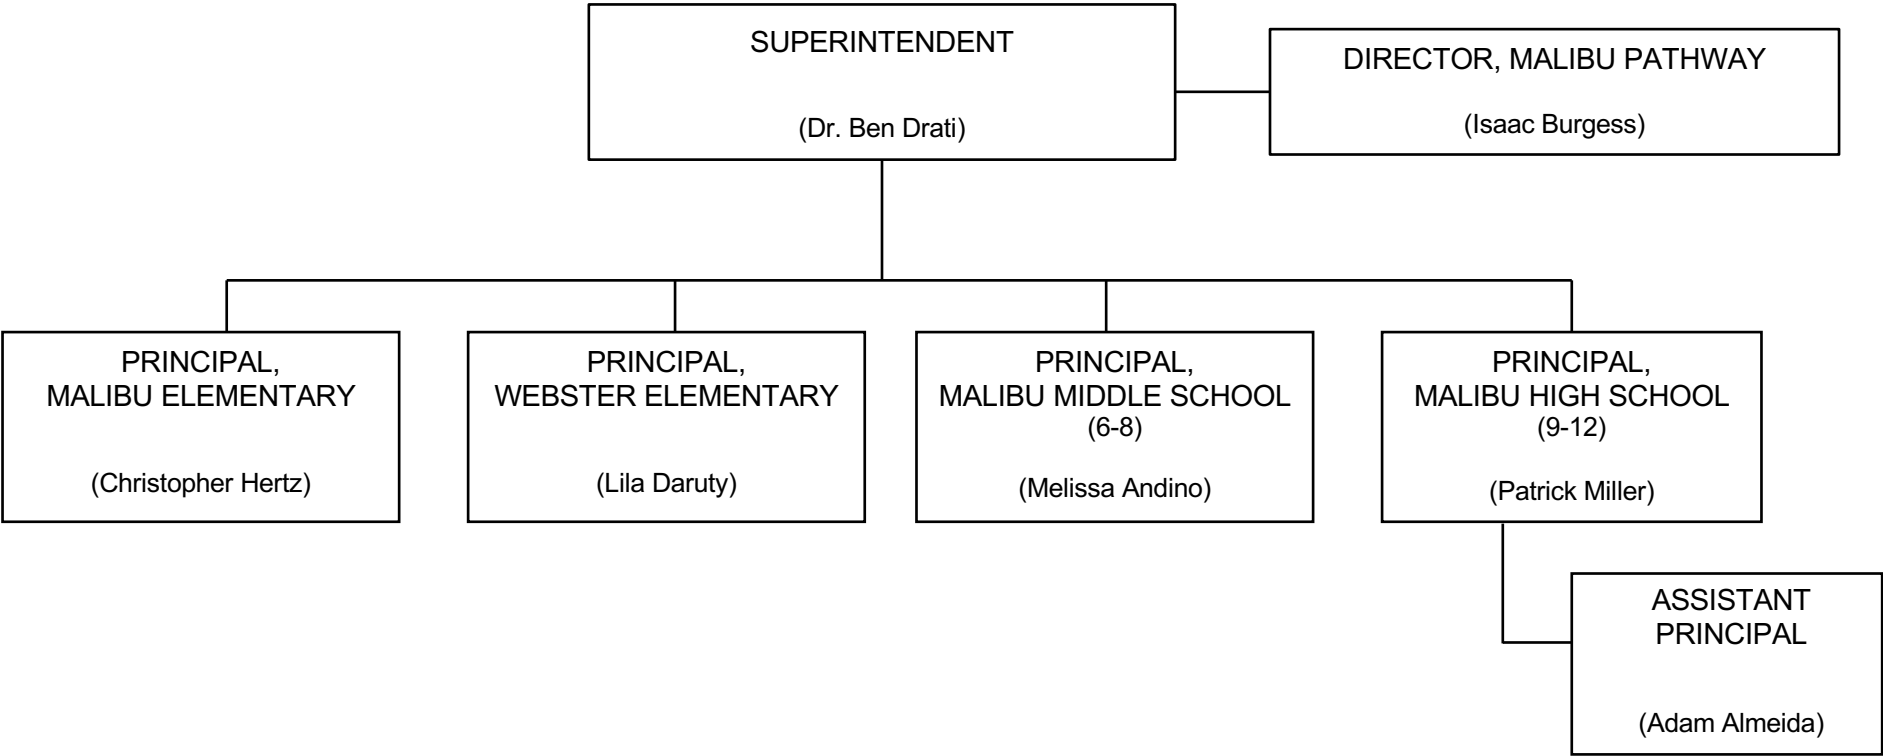 SUPERINTENDENT
(Dr. Ben Drati)
DIRECTOR, MALIBU PATHWAY
(Isaac Burgess)
PRINCIPAL,
MALIBU ELEMENTARY
(Christopher Hertz)
PRINCIPAL,
WEBSTER ELEMENTARY
(Lila Daruty)
PRINCIPAL,
MALIBU MIDDLE SCHOOL
(6-8)
(Melissa Andino)
PRINCIPAL,
MALIBU HIGH SCHOOL
(9-12)
(Patrick Miller)
ASSISTANT
PRINCIPAL
(Adam Almeida)